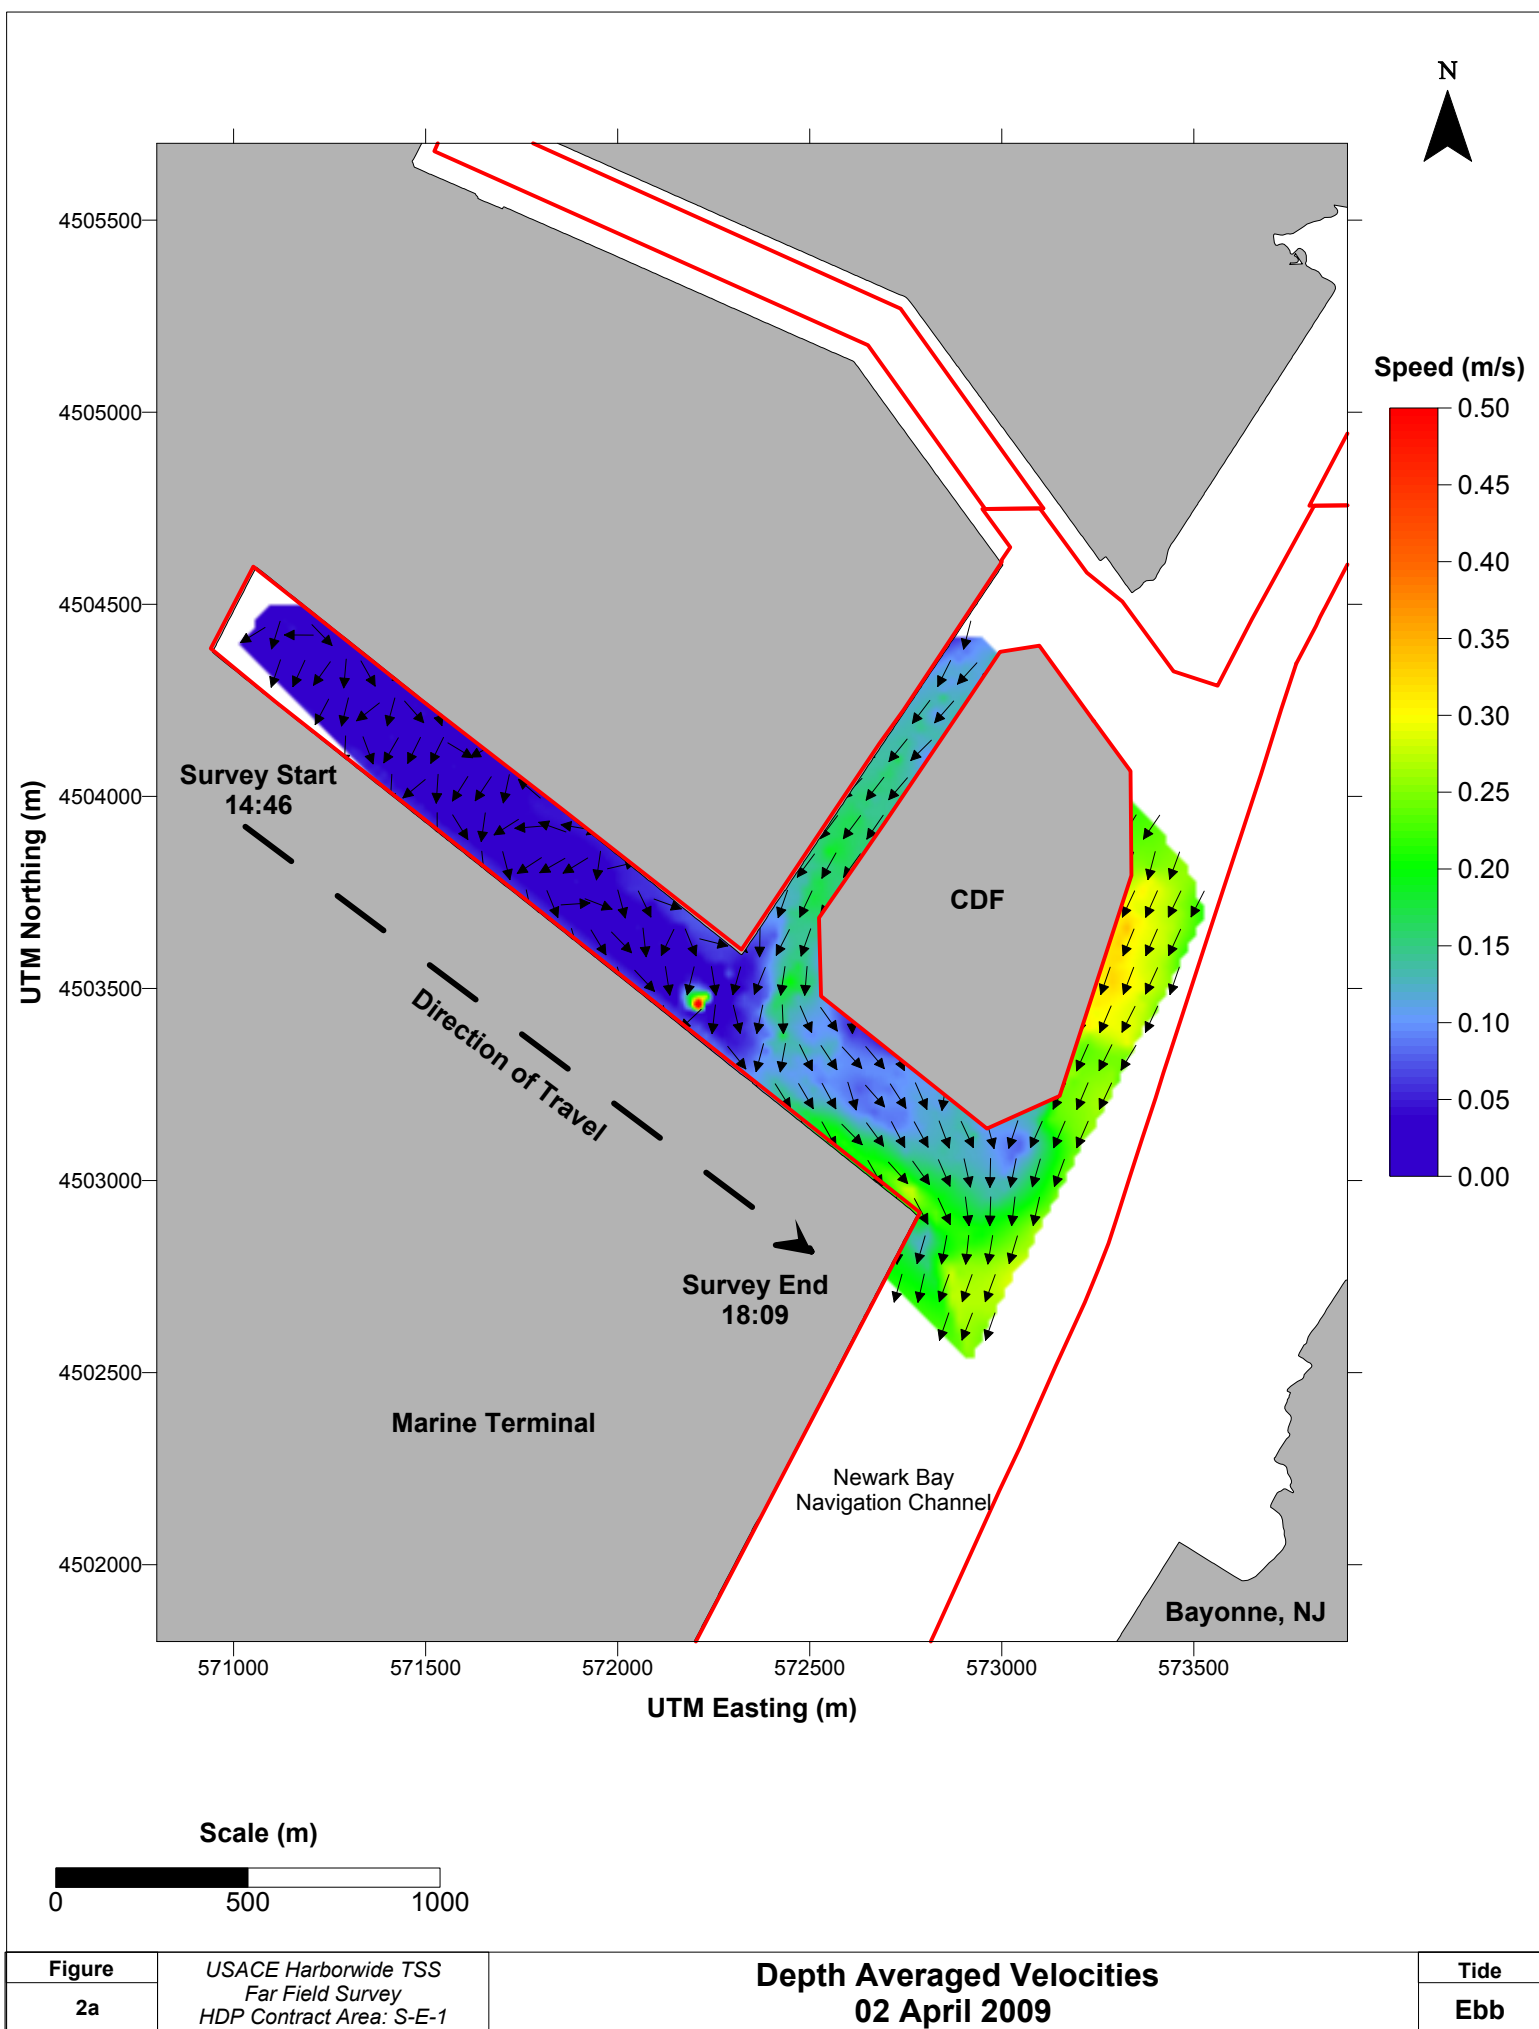 N
4505500
4505000
4504500
4504000
4503500
4503000
4502500
4502000
UTM Northing (m)
Speed (m/s)
0.50
0.45
0.40
0.35
0.30
0.25
0.20
0.15
0.10
0.05
0.00
Survey Start
14:46
CDF
Direction of Travel
Survey End
18:09
Marine Terminal
Newark Bay
Navigation Channel
Bayonne, NJ
571000 571500 572000 572500 573000 573500
UTM Easting (m)
Scale (m)
0 500 1000
Figure
2a
USACE Harborwide TSS
Far Field Survey
HDP Contract Area: S-E-1
Depth Averaged Velocities
02 April 2009
Tide
Ebb